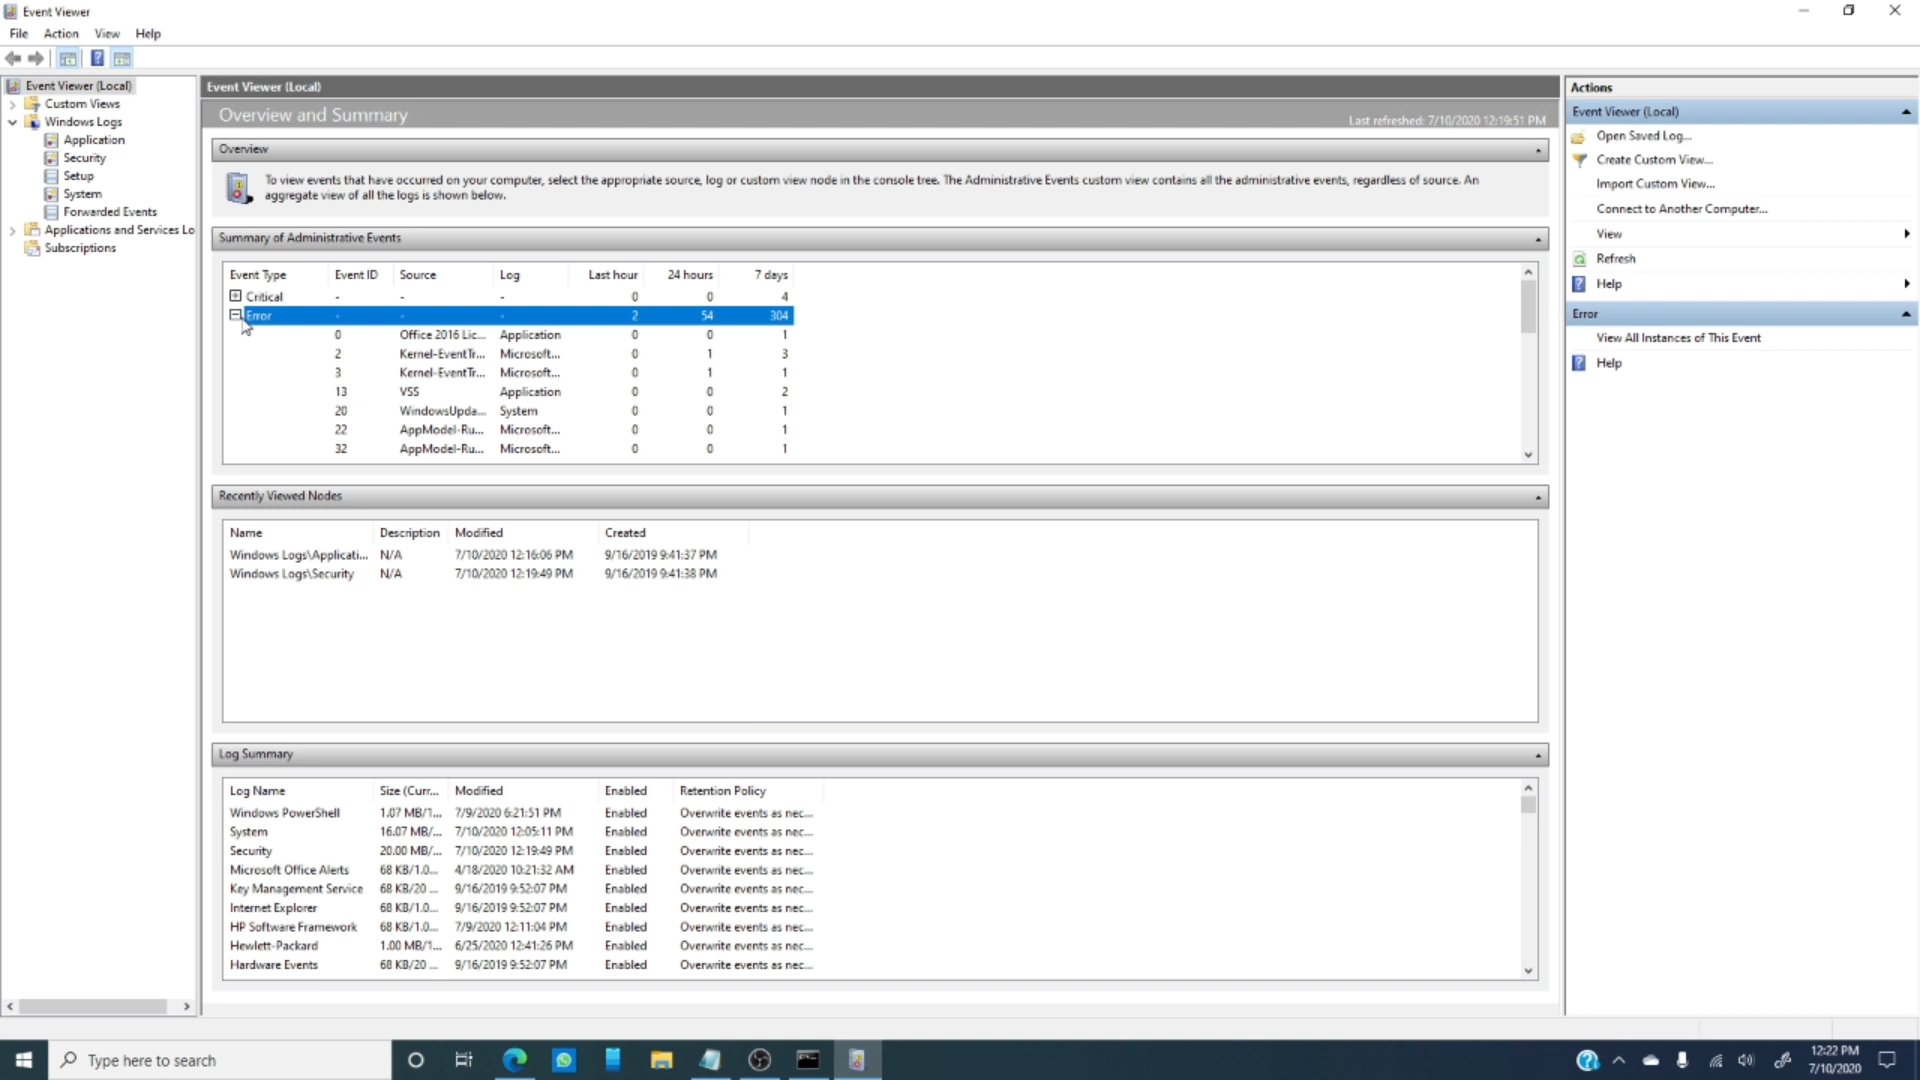 Event Viewer
File Action View Help
Event Viewer (Local)
Custom Views
Windows Logs
Application
Security
Setup
System
Forwarded Events
Applications and Services Lo
Subscriptions
Event Viewer (Local)
Overview and Summary
Last refreshed: 7/10/2020 12:19:51 PM
Overview
To view events that have occurred on your computer, select the appropriate source, log or custom view node in the console tree. The Administrative Events custom view contains all the administrative events, regardless of source. An
aggregate view of all the logs is shown below.
Summary of Administrative Events
Event Type Event ID Source Log Last hour 24 hours 7 days
Critical - - - 0 0 4
Error - - - 2 54 304
0 Office 2016 Lic... Application 0 0 1
2 Kernel-EventTr... Microsoft... 0 1 3
3 Kernel-EventTr... Microsoft... 0 1 1
13 VSS Application 0 0 2
20 WindowsUpda... System 0 0 1
22 AppModel-Ru... Microsoft... 0 0 1
32 AppModel-Ru... Microsoft... 0 0 1
Recently Viewed Nodes
Name Description Modified Created
Windows Logs\Applicati... N/A 7/10/2020 12:16:06 PM 9/16/2019 9:41:37 PM
Windows Logs\Security N/A 7/10/2020 12:19:49 PM 9/16/2019 9:41:38 PM
Log Summary
Log Name Size (Curr... Modified Enabled Retention Policy
Windows PowerShell 1.07 MB/1... 7/9/2020 6:21:51 PM Enabled Overwrite events as nec...
System 16.07 MB/... 7/10/2020 12:05:11 PM Enabled Overwrite events as nec...
Security 20.00 MB/... 7/10/2020 12:19:49 PM Enabled Overwrite events as nec...
Microsoft Office Alerts 68 KB/1.0... 4/18/2020 10:21:32 AM Enabled Overwrite events as nec...
Key Management Service 68 KB/20 ... 9/16/2019 9:52:07 PM Enabled Overwrite events as nec...
Internet Explorer 68 KB/1.0... 9/16/2019 9:52:07 PM Enabled Overwrite events as nec...
HP Software Framework 68 KB/1.0... 7/9/2020 12:11:04 PM Enabled Overwrite events as nec...
Hewlett-Packard 1.00 MB/1... 6/25/2020 12:41:26 PM Enabled Overwrite events as nec...
Hardware Events 68 KB/20 ... 9/16/2019 9:52:07 PM Enabled Overwrite events as nec...
Actions
Event Viewer (Local)
Open Saved Log...
Create Custom View...
Import Custom View...
Connect to Another Computer...
View
Refresh
Help
Error
View All Instances of This Event
Help
Type here to search
12:22 PM
7/10/2020